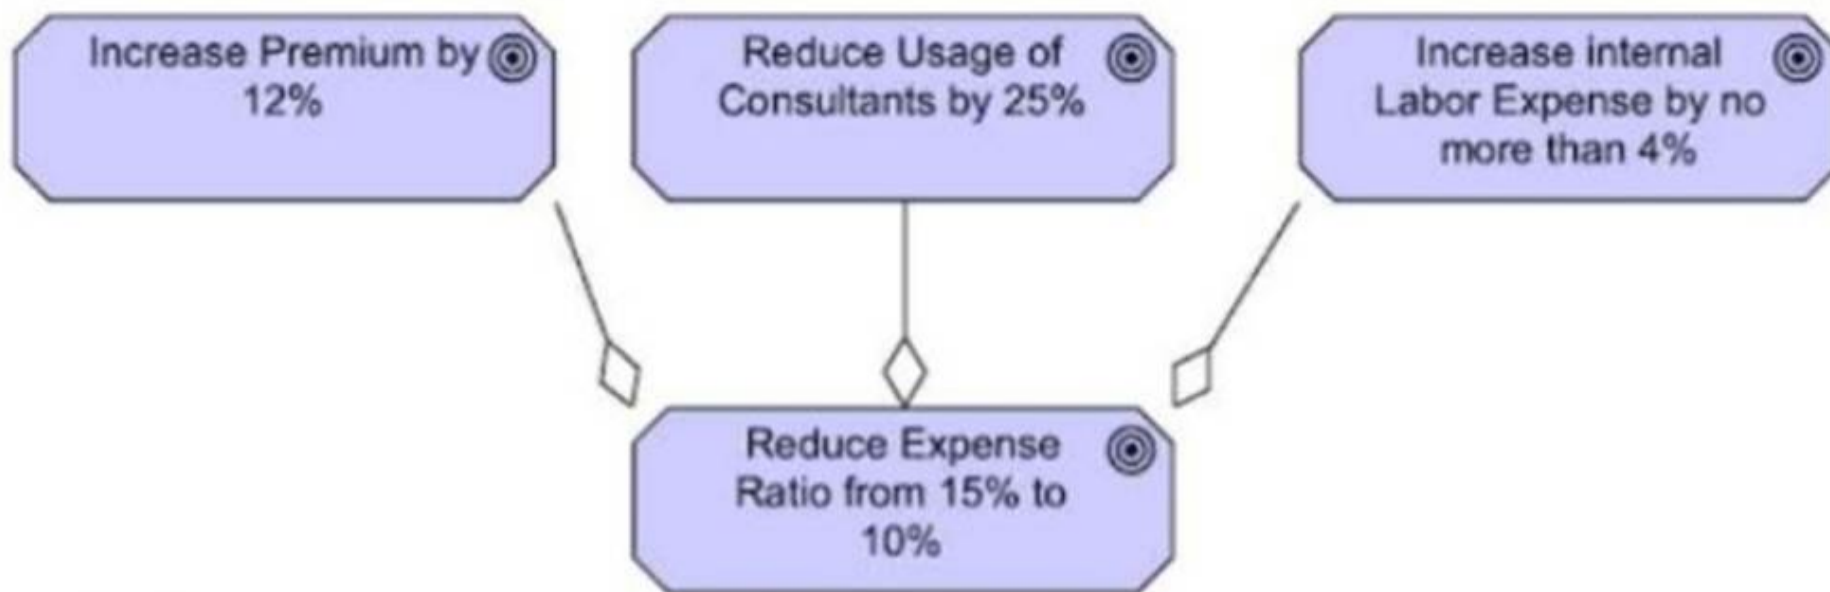 Increase Premium by
12%
Reduce Usage of
Consultants by 25%
Increase internal
Labor Expense by no
more than 4%
Reduce Expense
Ratio from 15% to
10%